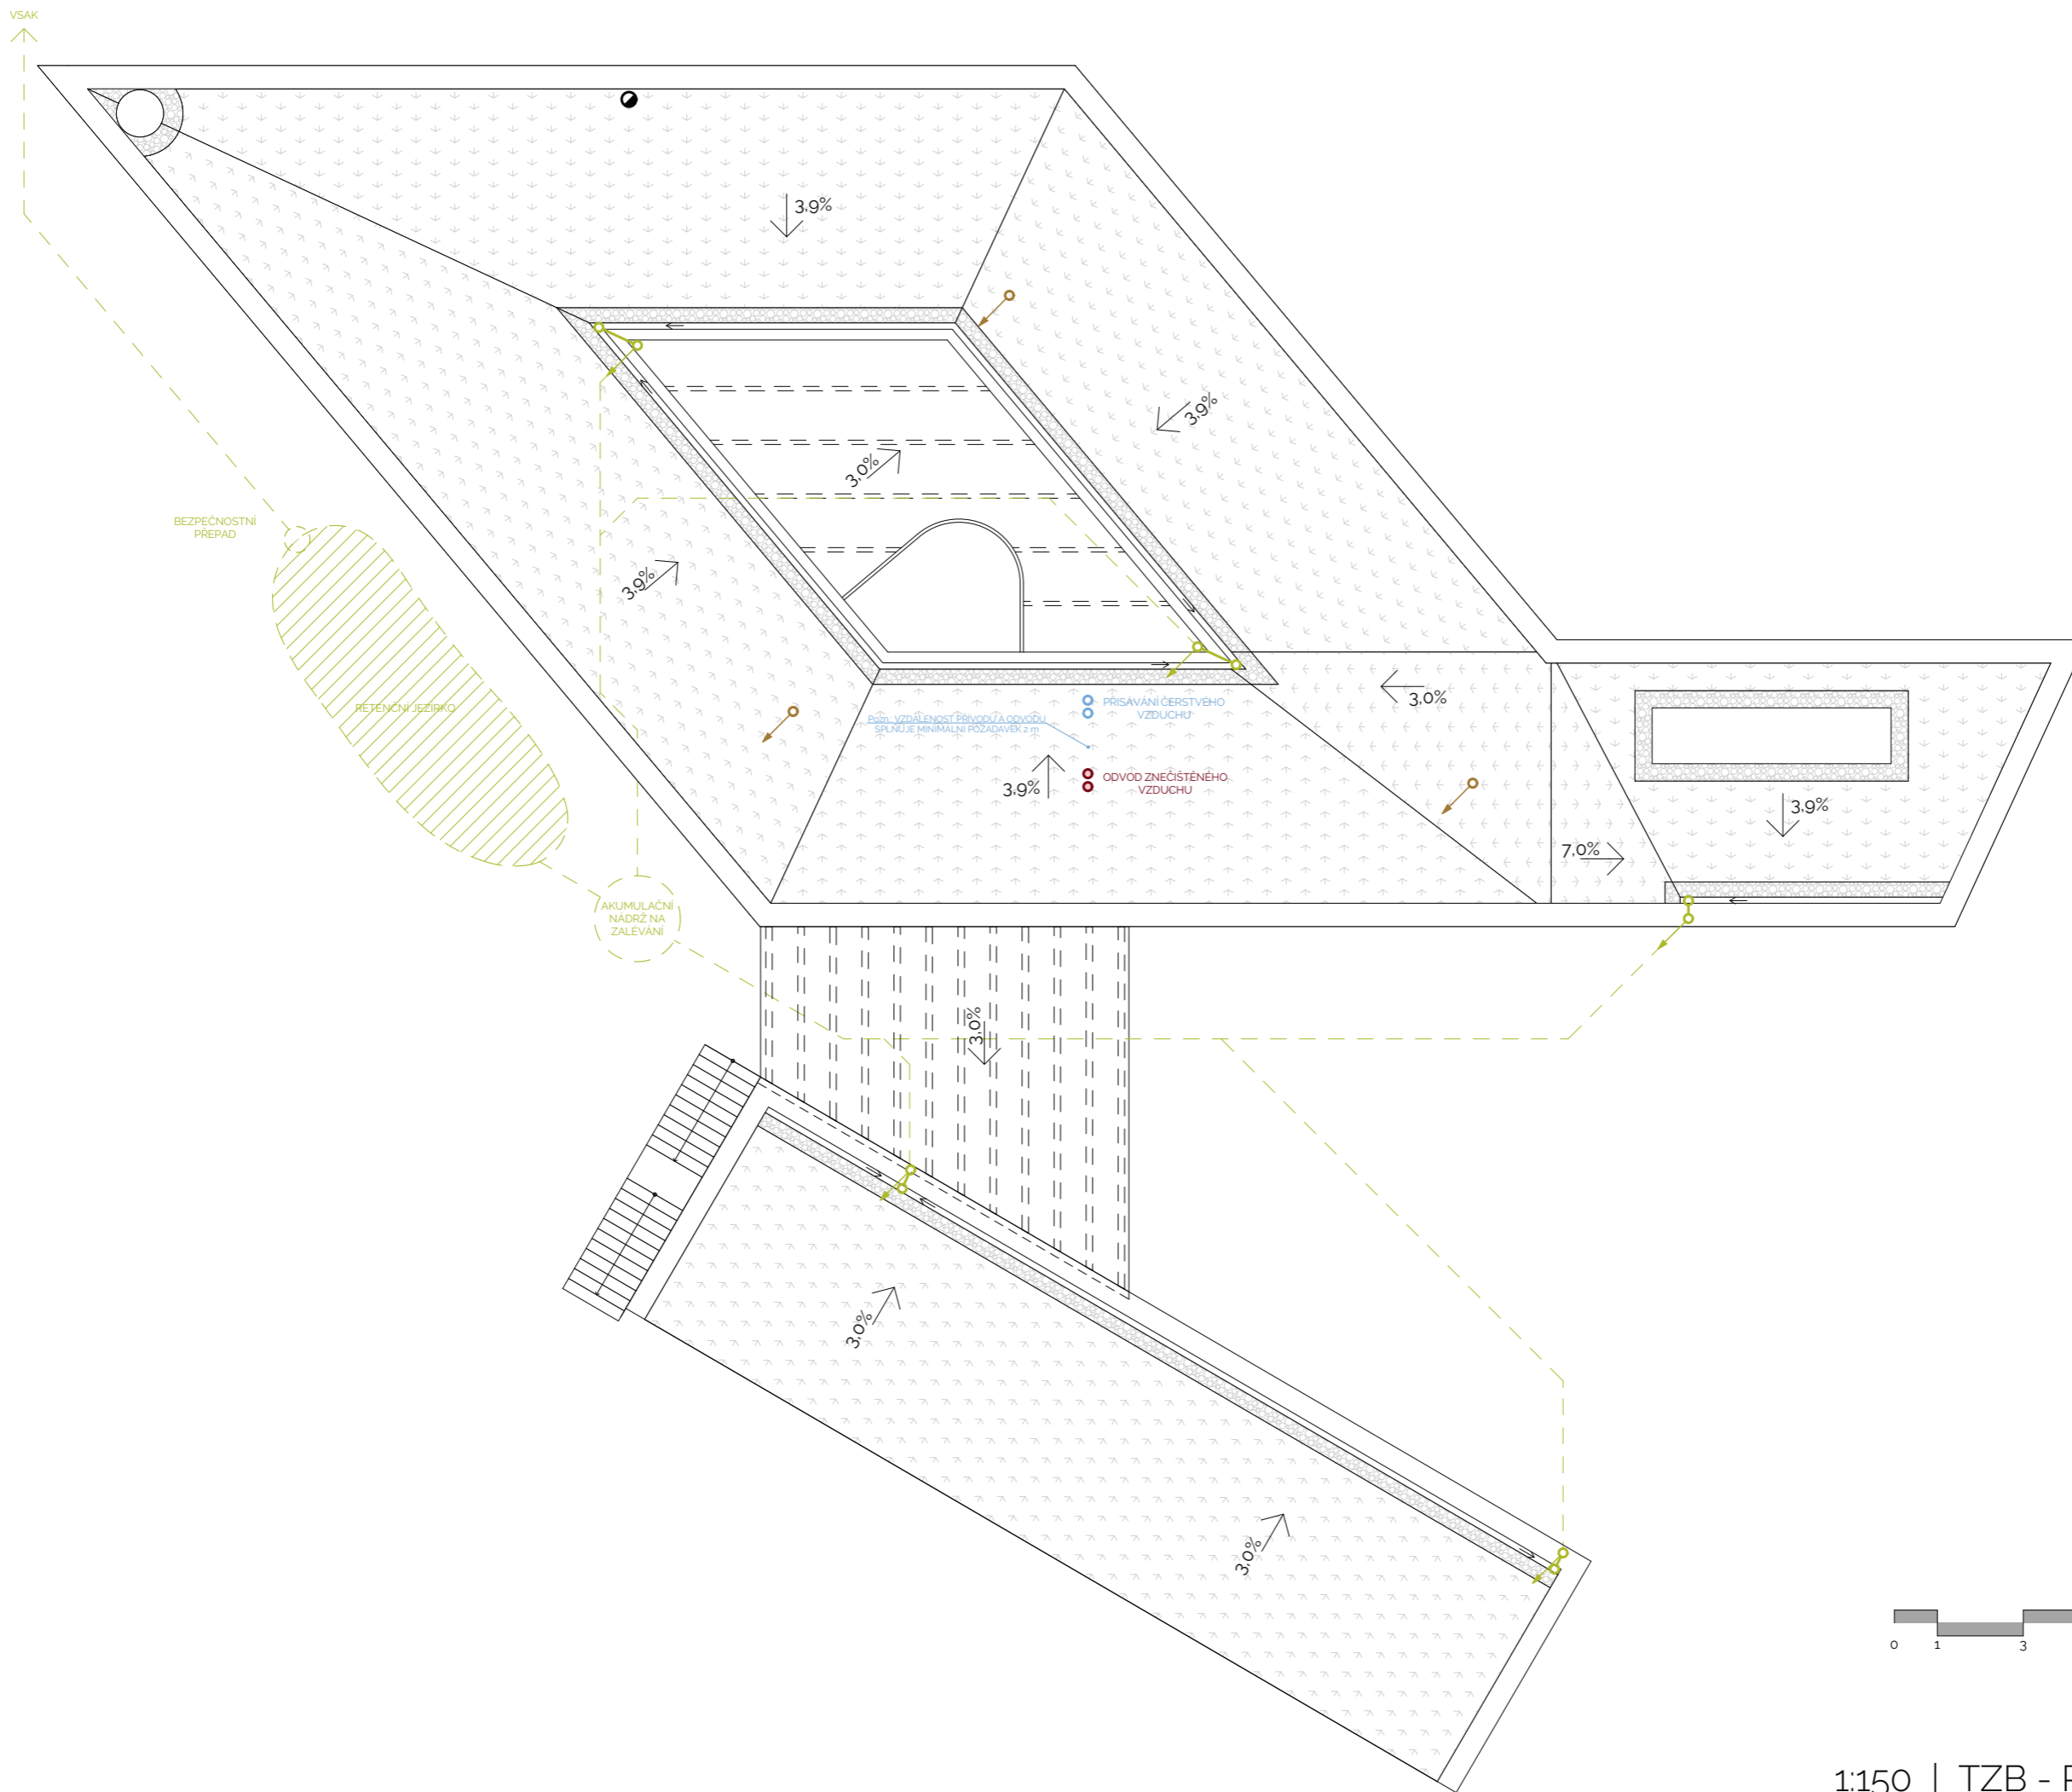 VSAK
3,9%
3,9%
3,0%
BEZPEČNOSTNÍ
PŘEPAD
3,9%
RETENČNÍ JEZÍRKO
PŘISÁVÁNÍ ČERSTVÉHO
VZDUCHU
Pozn.: VZDÁLENOST PŘÍVODU A ODVODU
SPLŇUJE MINIMÁLNÍ POŽADAVEK 2 m
3,0%
ODVOD ZNEČIŠTĚNÉHO
VZDUCHU
3,9%
3,9%
7,0%
AKUMULAČNÍ
NÁDRŽ NA
ZALÉVÁNÍ
3,0%
3,0%
3,0%
0 1 3
1:150 | TZB -